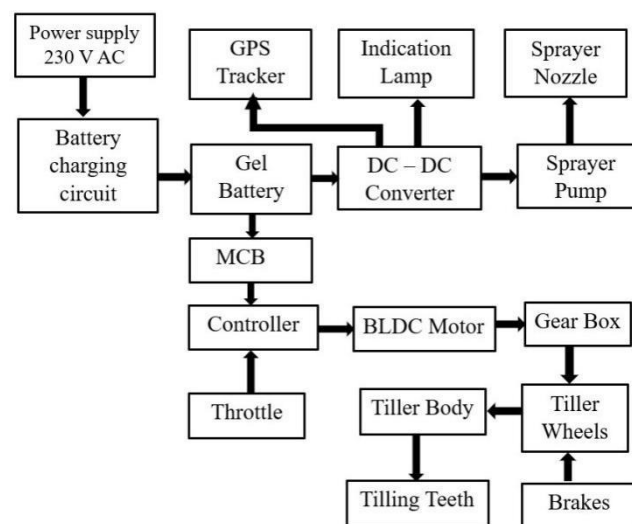 Power supply
230 V AC
GPS
Tracker
Indication
Lamp
Sprayer
Nozzle
Battery
charging
circuit
Gel
Battery
DC – DC
Converter
Sprayer
Pump
MCB
Controller
BLDC Motor
Gear Box
Throttle
Tiller Body
Tiller
Wheels
Tilling Teeth
Brakes